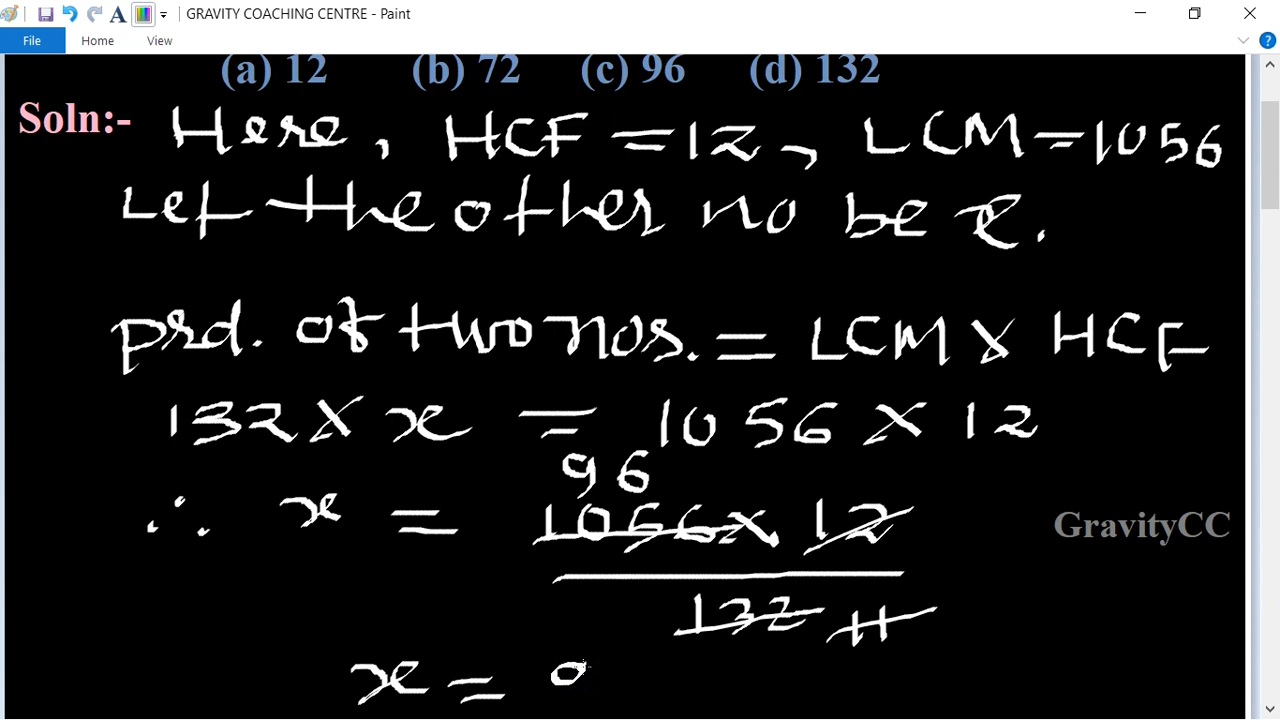 GRAVITY COACHING CENTRE - Paint
File Home View
(a) 12 (b) 72 (c) 96 (d) 132
Soln:- Here, HCF = 12, LCM = 1056
Let the other no be x.
prd. of two nos. = LCM x HCF
132 X x = 1056 X 12
96
∴ x = 1056 x 12
132 11
x =
GravityCC